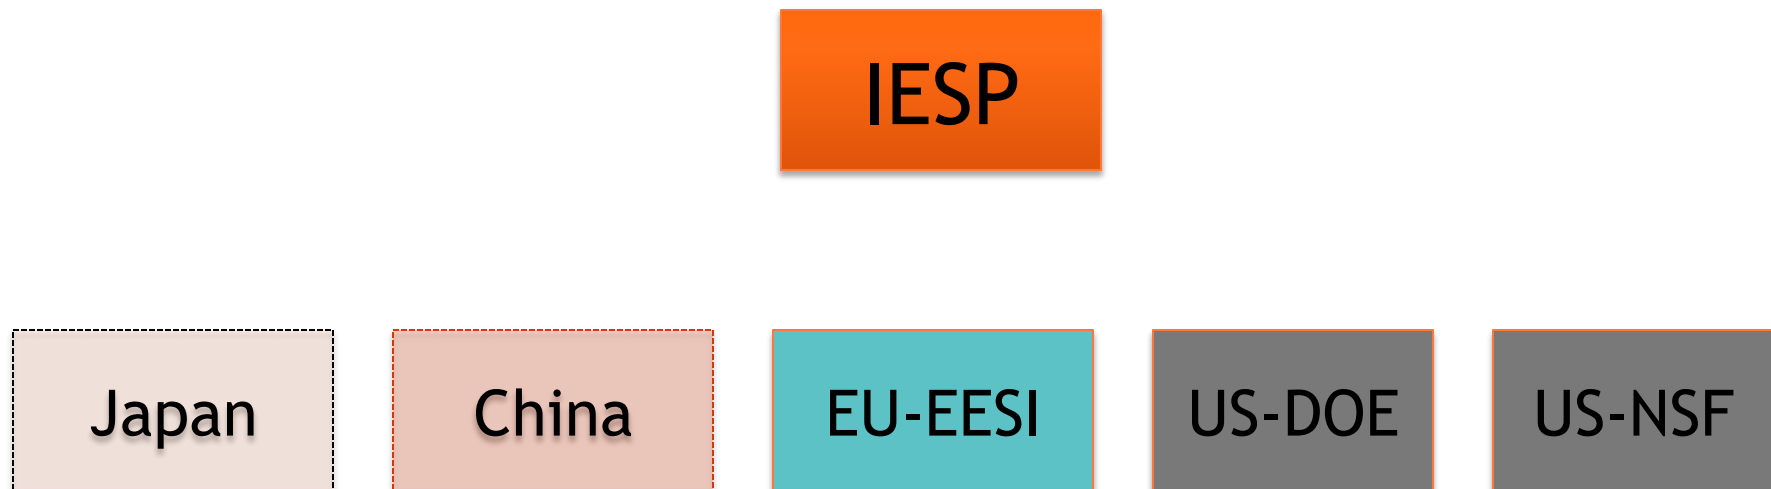 IESP
Japan
China
EU-EESI
US-DOE
US-NSF